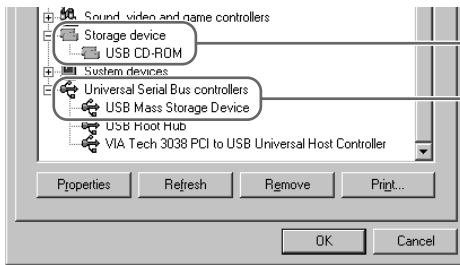 Sound, video and game controllers
Storage device
USB CD-ROM
System devices
Universal Serial Bus controllers
USB Mass Storage Device
USB Root Hub
VIA Tech 3038 PCI to USB Universal Host Controller
Properties
Refresh
Remove
Print...
OK
Cancel